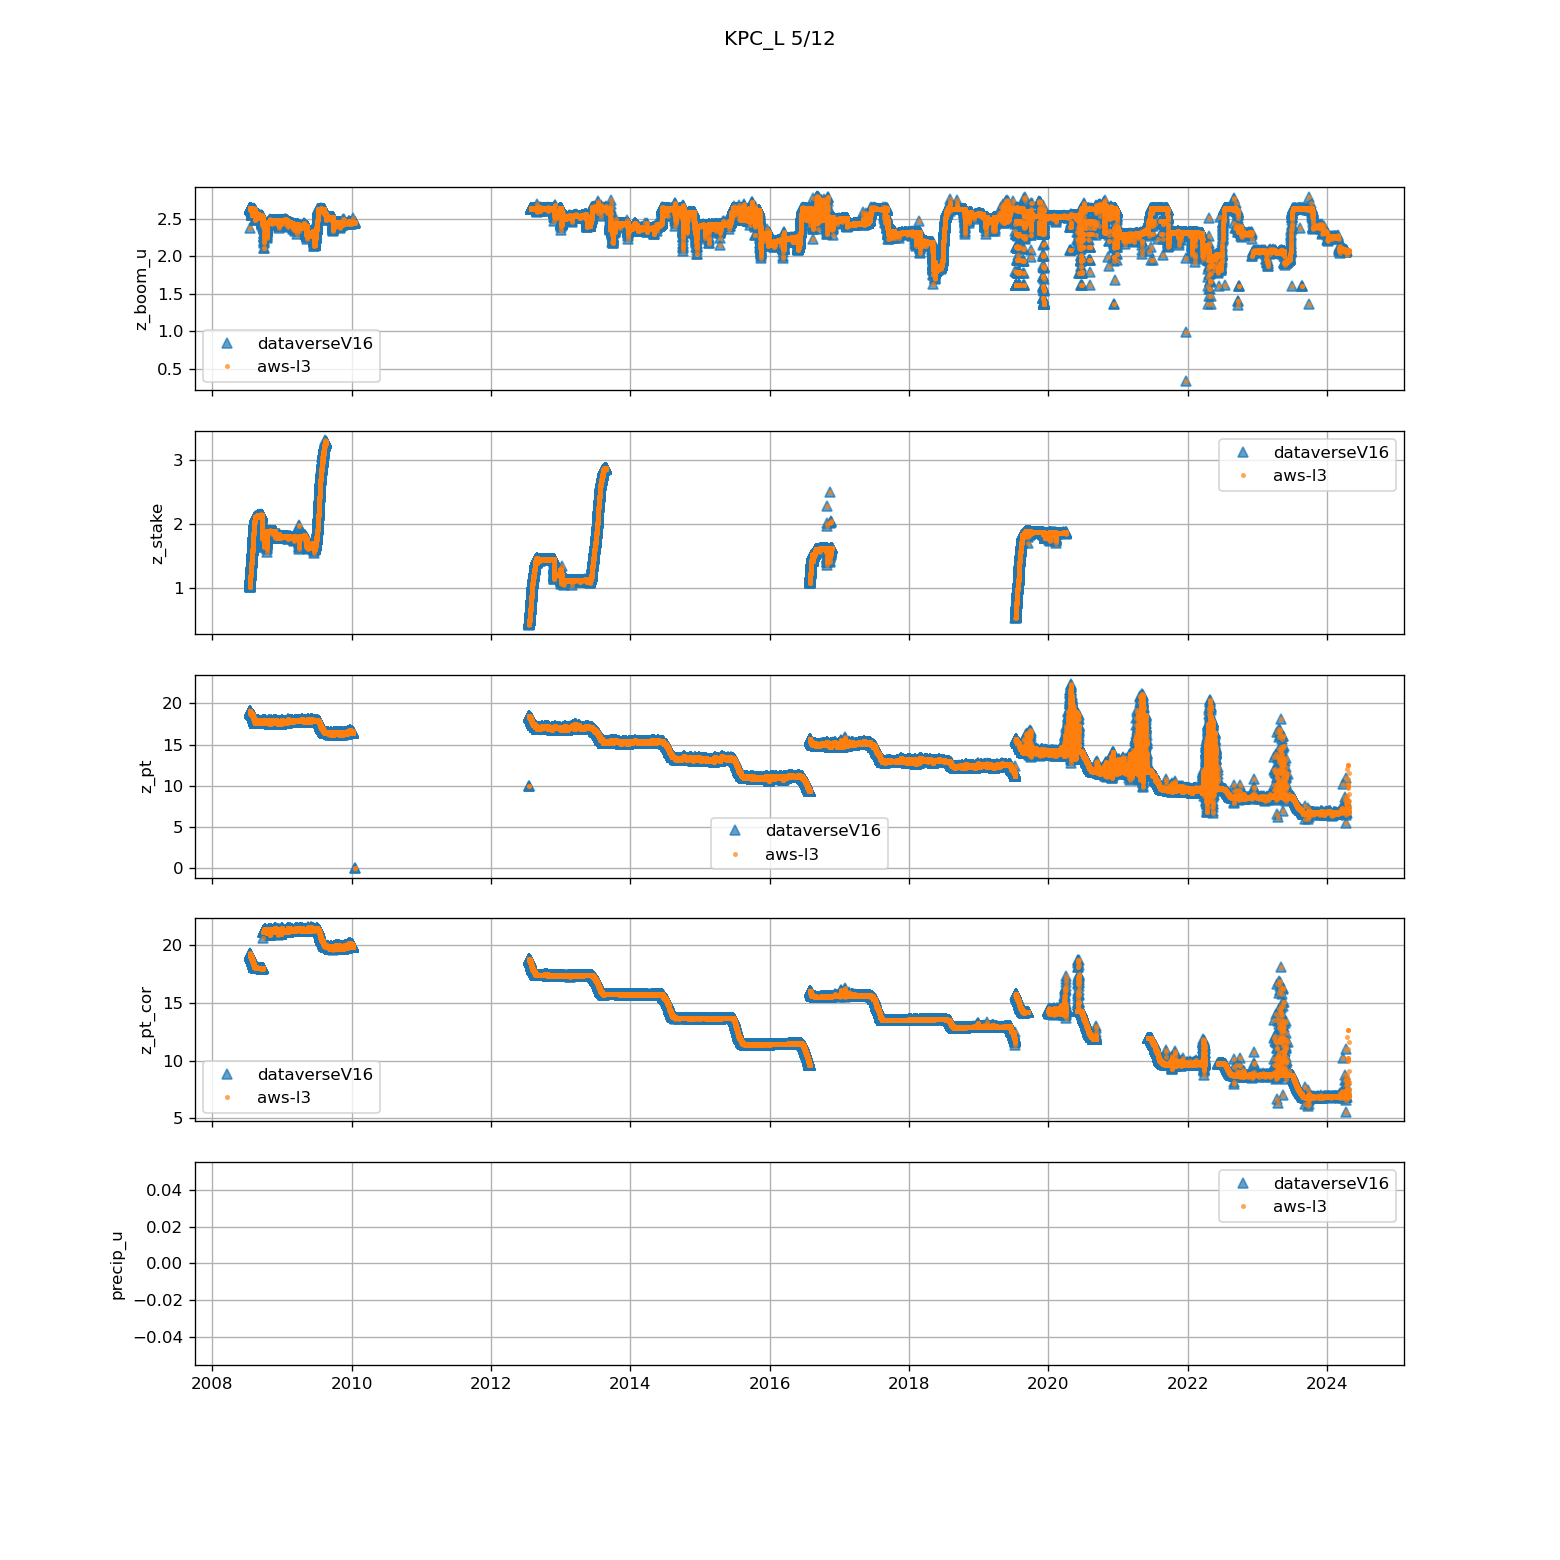 KPC_L 5/12
z_boom_u
2.5
2.0
1.5
1.0
0.5
dataverseV16
aws-l3
z_stake
3
2
1
dataverseV16
aws-l3
z_pt
20
15
10
5
0
dataverseV16
aws-l3
z_pt_cor
20
15
10
5
dataverseV16
aws-l3
precip_u
0.04
0.02
0.00
−0.02
−0.04
dataverseV16
aws-l3
2008 2010 2012 2014 2016 2018 2020 2022 2024